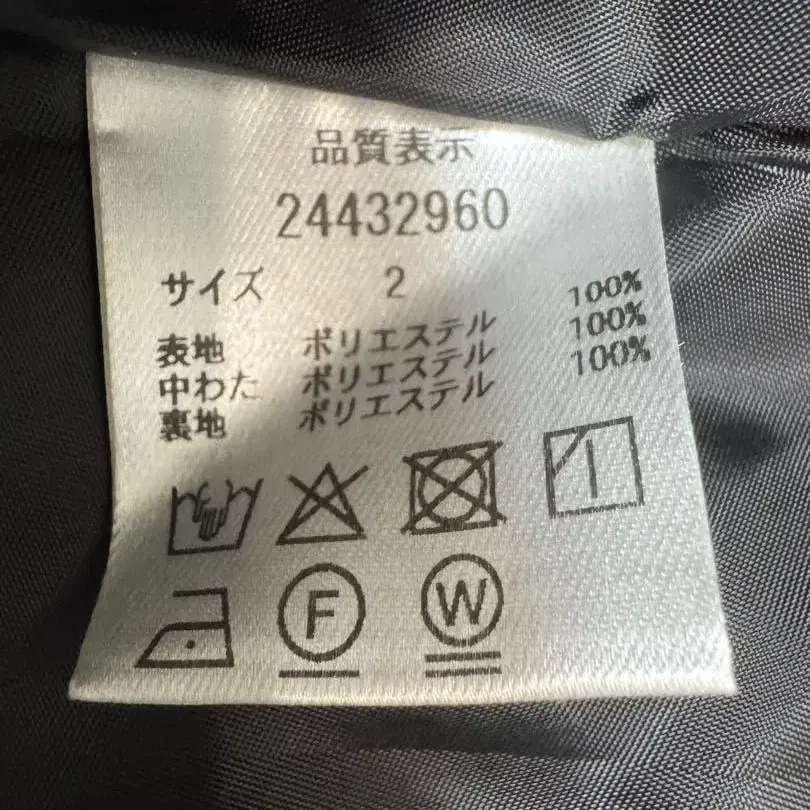 品質表示
24432960
サイズ 2
表地 ポリエステル 100%
中わた ポリエステル 100%
裏地 ポリエステル 100%
F W